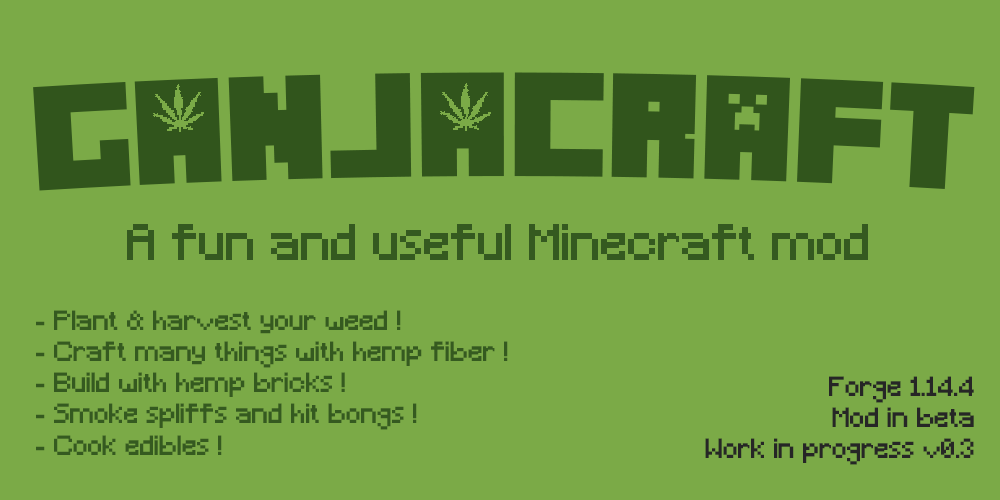 GANJACRAFT
A fun and useful Minecraft mod
- Plant & harvest your weed !
- Craft many things with hemp fiber !
- Build with hemp bricks !
- Smoke spliffs and hit bongs !
- Cook edibles !
Forge 1.14.4
Mod in beta
Work in progress v0.3